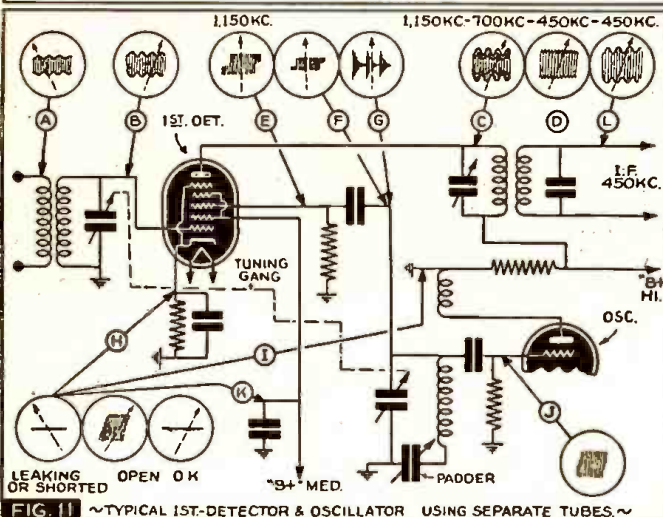 1,150KC.
1,150KC-700KC-450KC-450KC.
A
B
E
F
G
C
D
L
1ST. DET.
I.F.
450KC.
TUNING
GANG
"B+"
HI.
OSC.
H
I
K
J
LEAKING
OR SHORTED
OPEN
OK
"B+" MED.
PADDER
FIG. 11 ~TYPICAL 1ST.-DETECTOR & OSCILLATOR USING SEPARATE TUBES.~